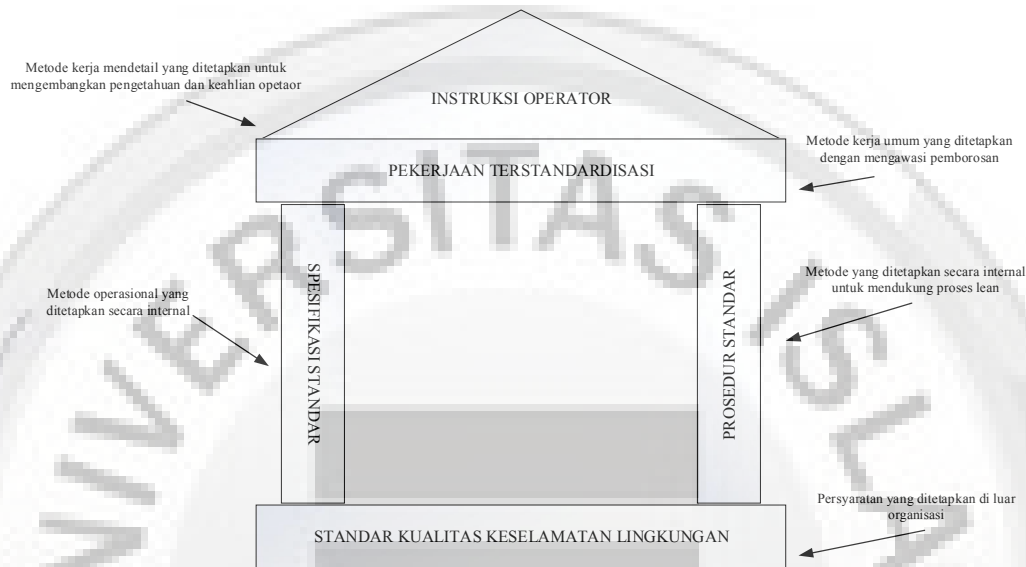 Metode kerja mendetail yang ditetapkan untuk
mengembangkan pengetahuan dan keahlian opetaor
INSTRUKSI OPERATOR
Metode kerja umum yang ditetapkan
dengan mengawasi pemborosan
PEKERJAAN TERSTANDARDISASI
Metode operasional yang
ditetapkan secara internal
SPESIFIKASI STANDAR
PROSEDUR STANDAR
Metode yang ditetapkan secara internal
untuk mendukung proses lean
Persyaratan yang ditetapkan di luar
organisasi
STANDAR KUALITAS KESELAMATAN LINGKUNGAN
UNIVERSITAS ISLA